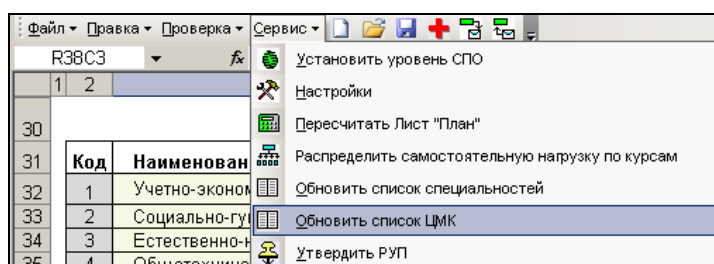 Файл Правка Проверка Сервис
R38C3 fx Установить уровень СПО
1 2
Настройки
30 Пересчитать Лист "План"
31 Код Наименован Распределить самостоятельную нагрузку по курсам
32 1 Учетно-эконом Обновить список специальностей
33 2 Социально-гу Обновить список ЦМК
34 3 Естественно-н
35 4 Утвердить РУП